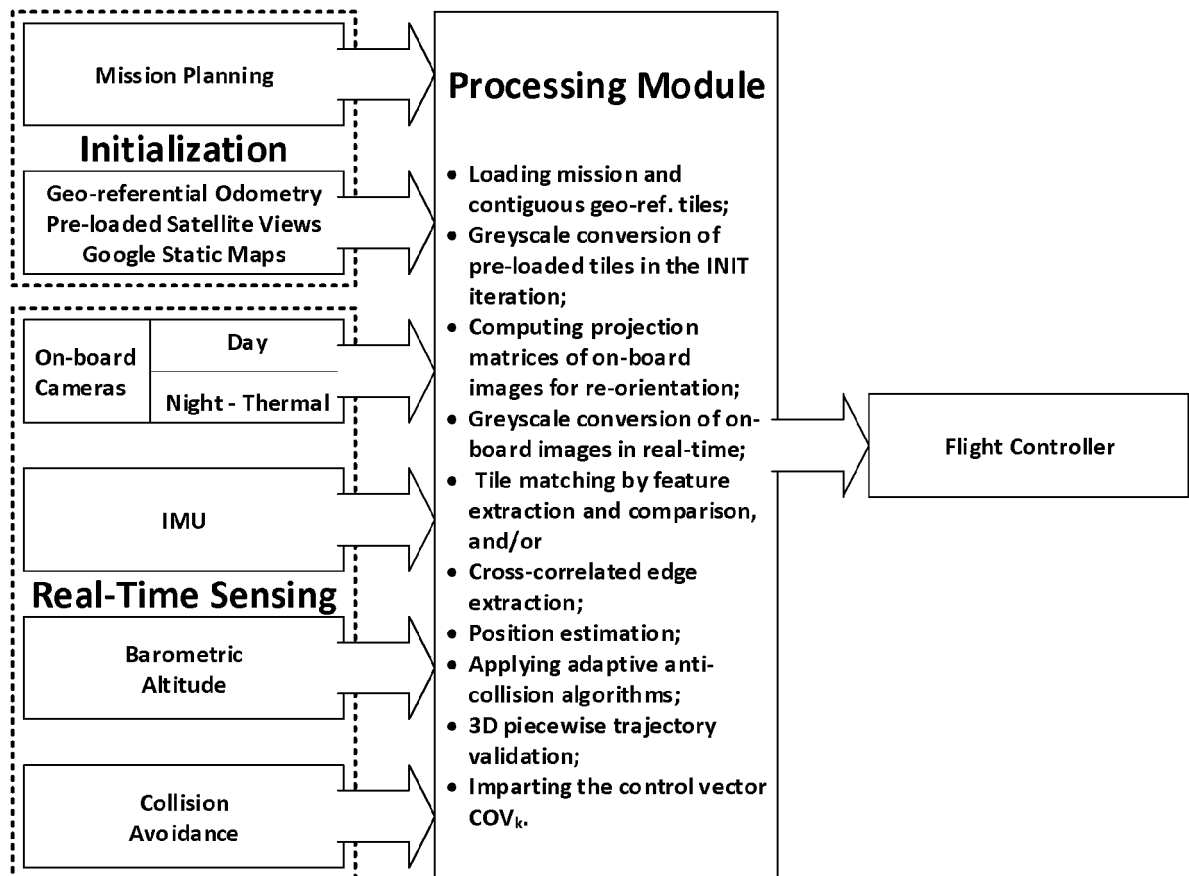 Mission Planning
Initialization
Geo-referential Odometry
Pre-loaded Satellite Views
Google Static Maps
On-board
Cameras
Day
Night - Thermal
IMU
Real-Time Sensing
Barometric
Altitude
Collision
Avoidance
Processing Module
• Loading mission and
contiguous geo-ref. tiles;
• Greyscale conversion of
pre-loaded tiles in the INIT
iteration;
• Computing projection
matrices of on-board
images for re-orientation;
• Greyscale conversion of on-
board images in real-time;
• Tile matching by feature
extraction and comparison,
and/or
• Cross-correlated edge
extraction;
• Position estimation;
• Applying adaptive anti-
collision algorithms;
• 3D piecewise trajectory
validation;
• Imparting the control vector
COVₖ.
Flight Controller